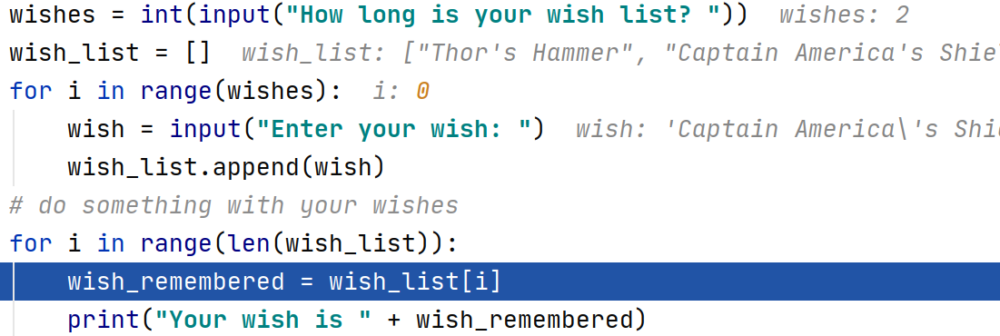 wishes = int(input("How long is your wish list? "))  wishes: 2
wish_list = []  wish_list: ["Thor's Hammer", "Captain America's
for i in range(wishes):  i: 0
    wish = input("Enter your wish: ")  wish: 'Captain America\'s
    wish_list.append(wish)
# do something with your wishes
for i in range(len(wish_list)):
    wish_remembered = wish_list[i]
    print("Your wish is " + wish_remembered)